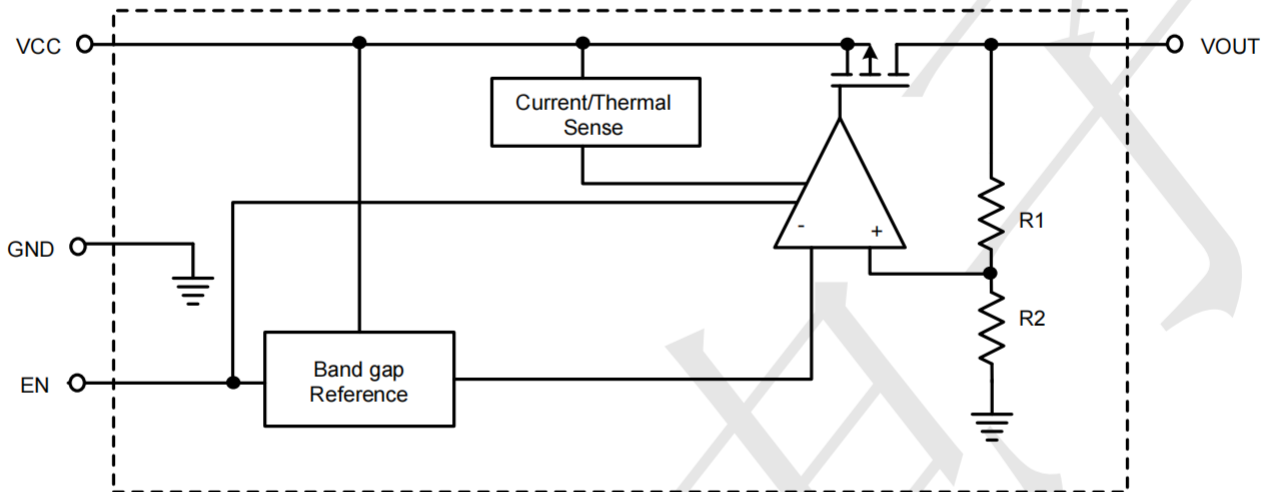 VCC
VOUT
Current/Thermal
Sense
-
+
R1
GND
R2
EN
Band gap
Reference